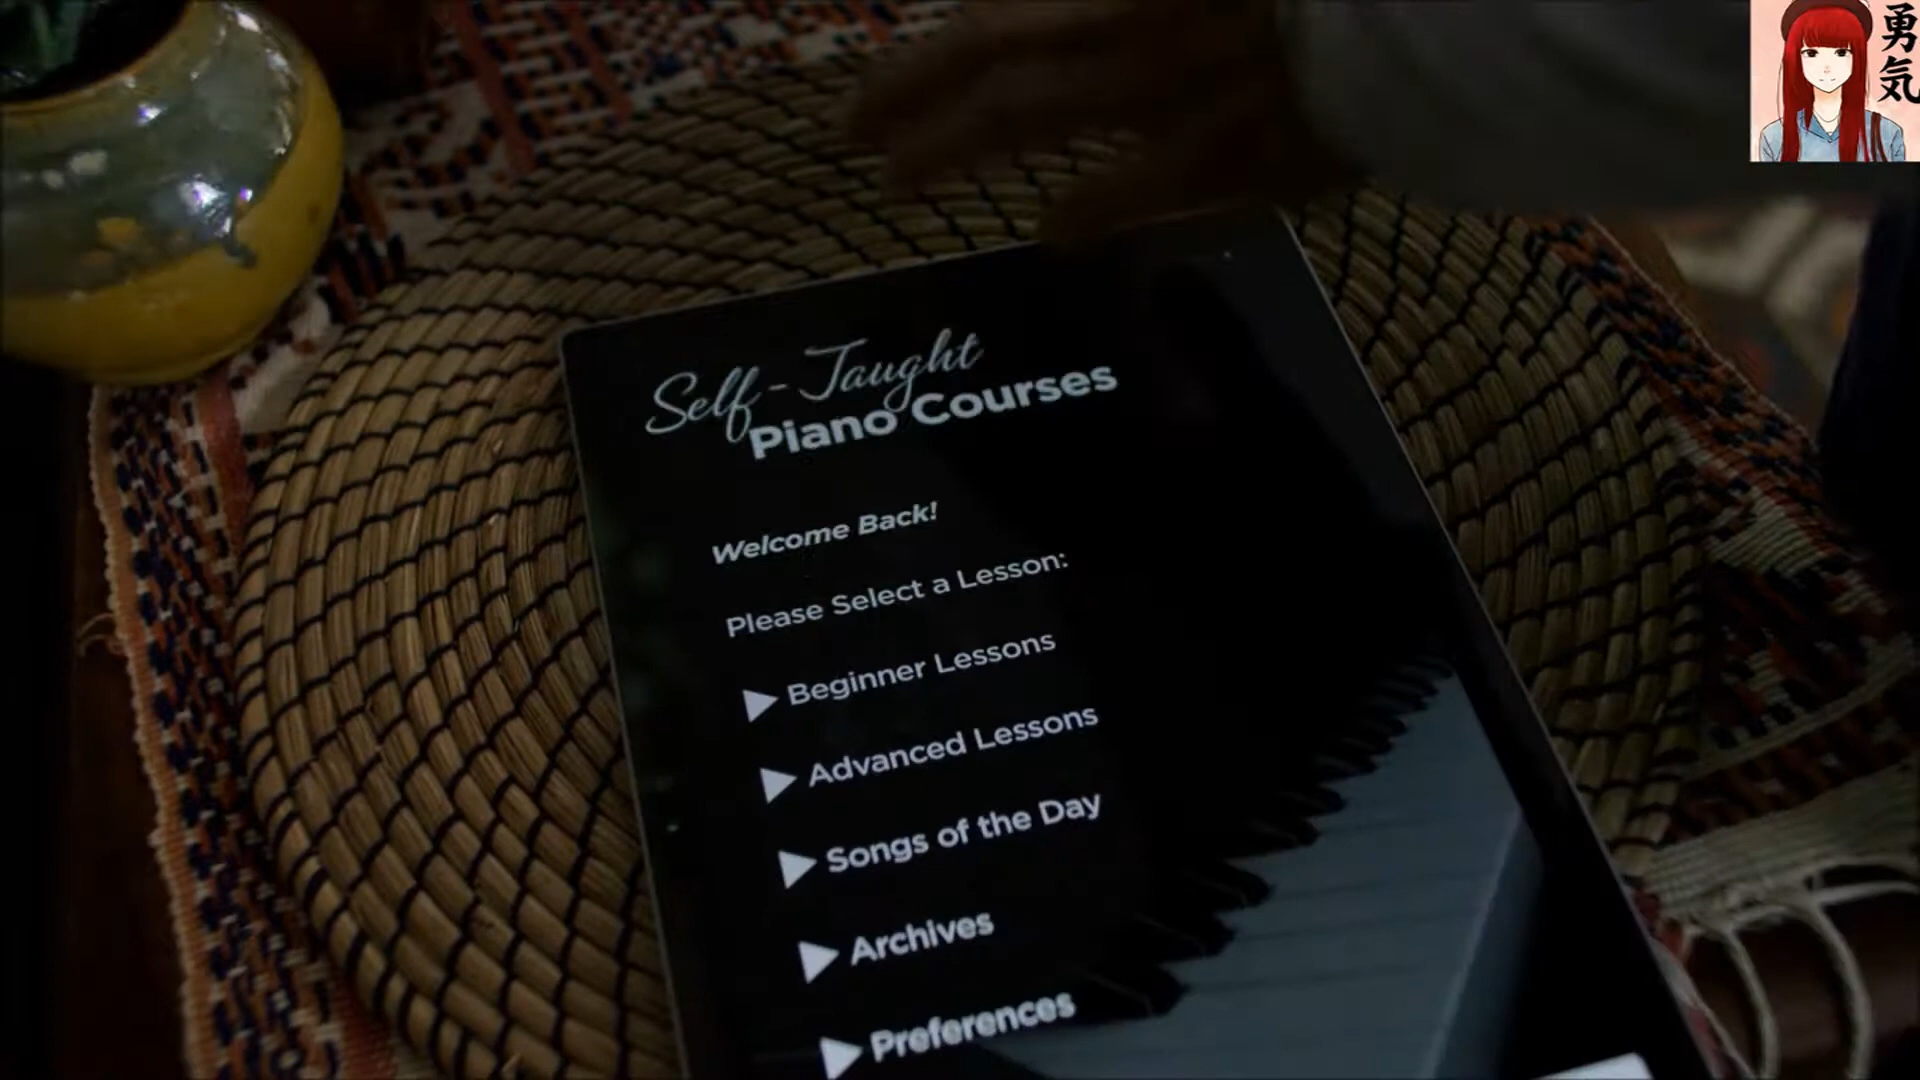 勇気
Self-Taught
Piano Courses
Welcome Back!
Please Select a Lesson:
Beginner Lessons
Advanced Lessons
Songs of the Day
Archives
Preferences